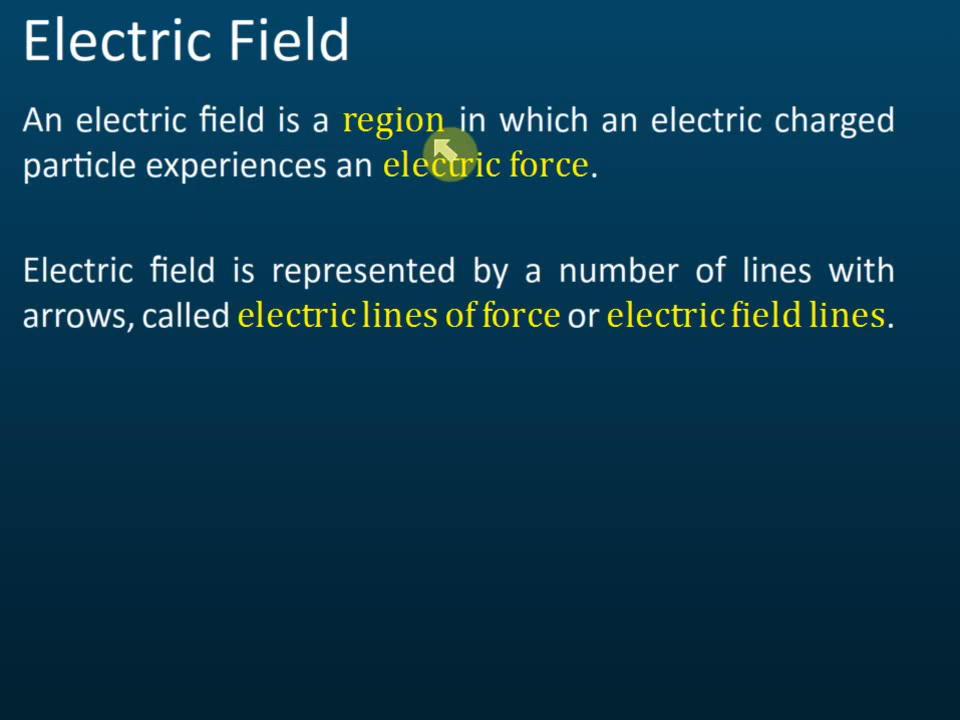 Electric Field
An electric field is a region in which an electric charged
particle experiences an electric force.
Electric field is represented by a number of lines with
arrows, called electric lines of force or electric field lines.